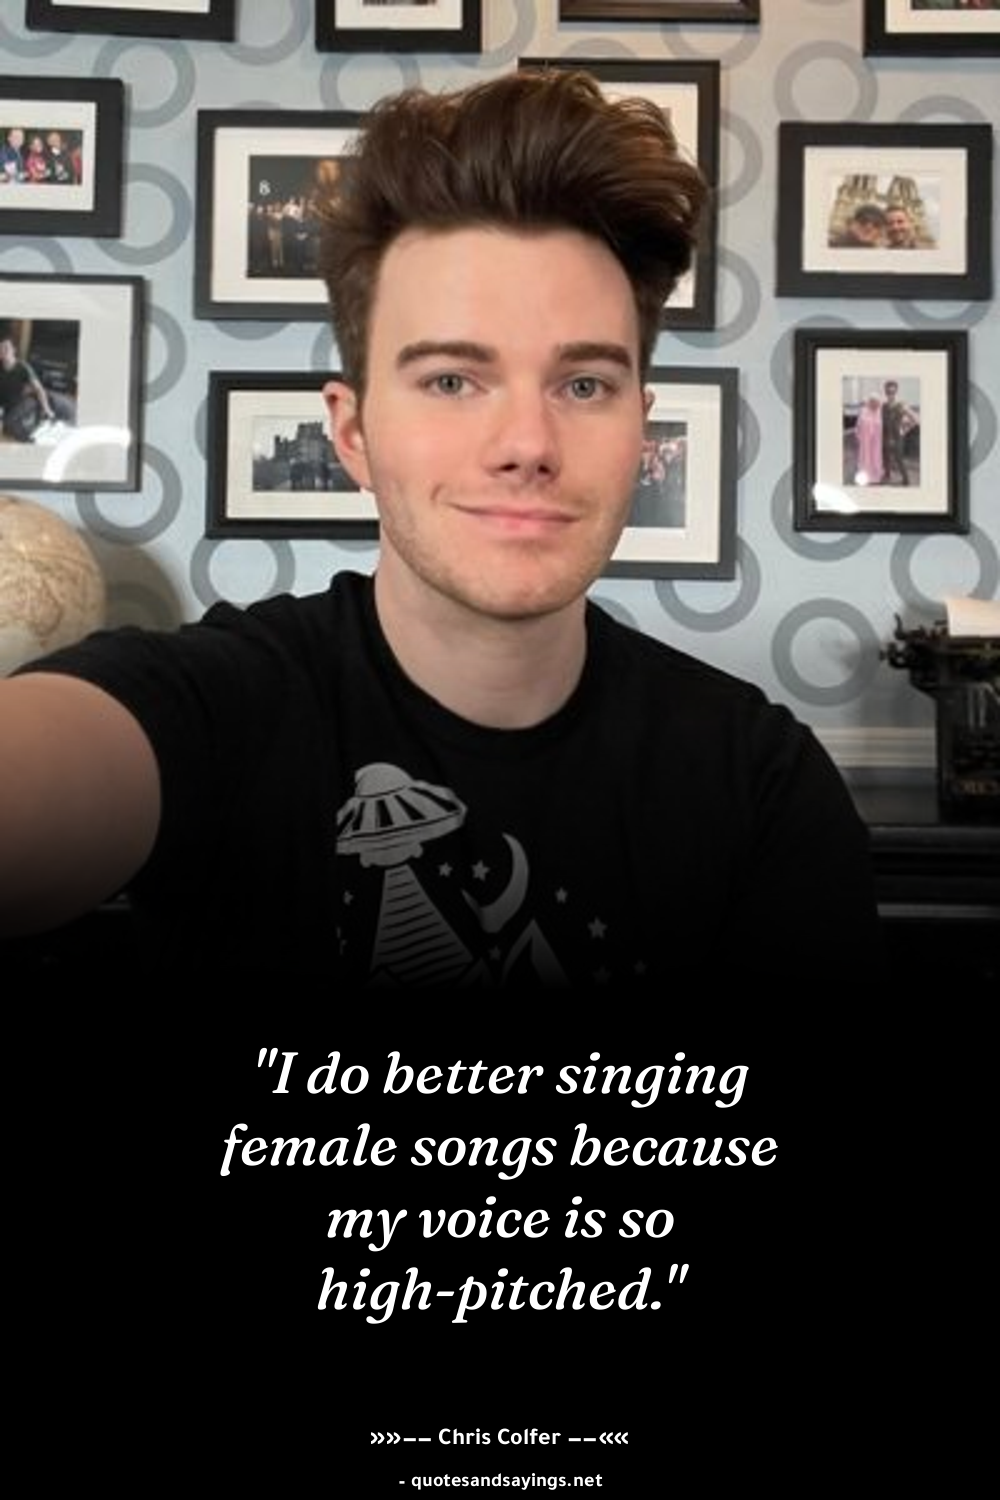 "I do better singing
female songs because
my voice is so
high-pitched."
»»–– Chris Colfer ––««
- quotesandsayings.net